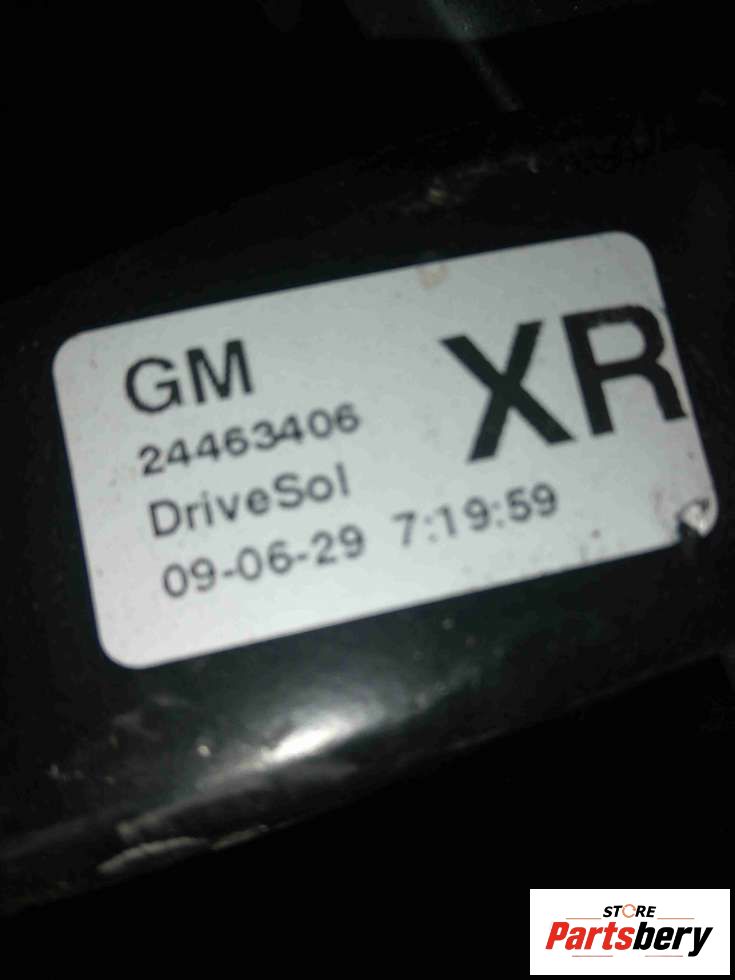 GM
XR
24463406
DriveSol
09-06-29 7:19:59
STORE
Partsbery